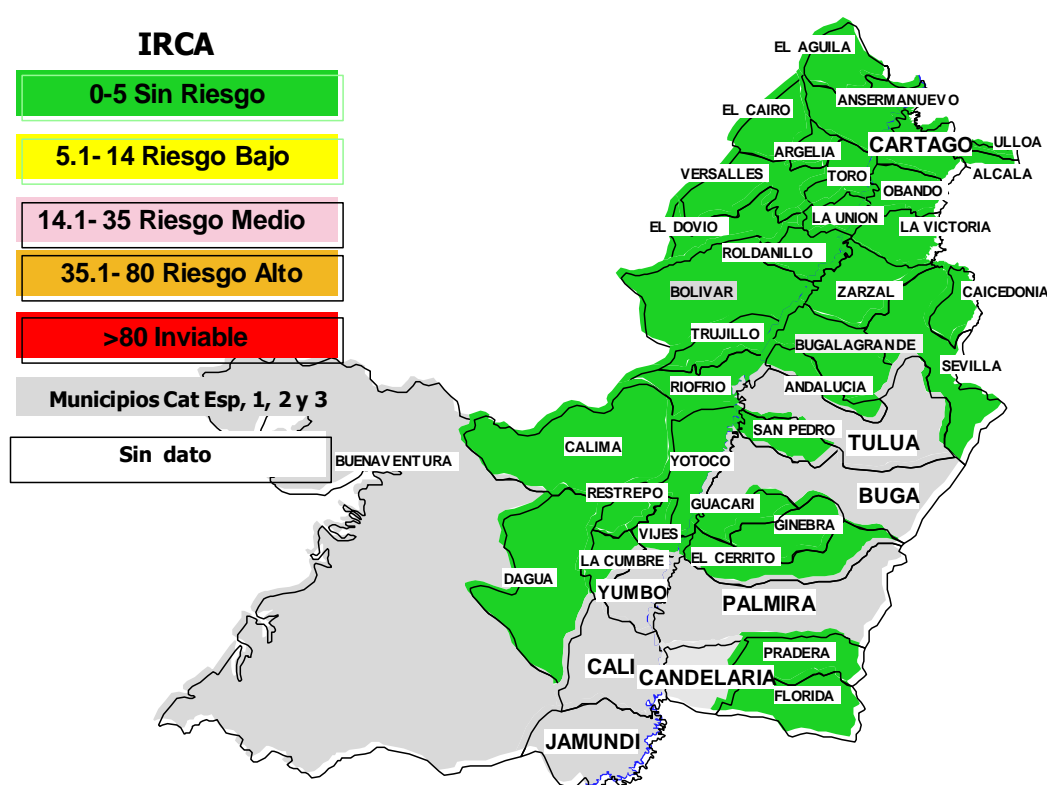 IRCA
0-5 Sin Riesgo
5.1- 14 Riesgo Bajo
14.1- 35 Riesgo Medio
35.1- 80 Riesgo Alto
>80 Inviable
Municipios Cat Esp, 1, 2 y 3
Sin dato
EL AGUILA
ANSERMANUEVO
EL CAIRO
CARTAGO
ULLOA
ARGELIA
ALCALA
VERSALLES
TORO
OBANDO
LA UNION
EL DOVIO
LA VICTORIA
ROLDANILLO
BOLIVAR
ZARZAL
CAICEDONIA
TRUJILLO
BUGALAGRANDE
SEVILLA
RIOFRIO
ANDALUCIA
SAN PEDRO
TULUA
CALIMA
BUENAVENTURA
YOTOCO
RESTREPO
BUGA
GUACARI
GINEBRA
VIJES
EL CERRITO
LA CUMBRE
DAGUA
YUMBO
PALMIRA
PRADERA
CALI
CANDELARIA
FLORIDA
JAMUNDI